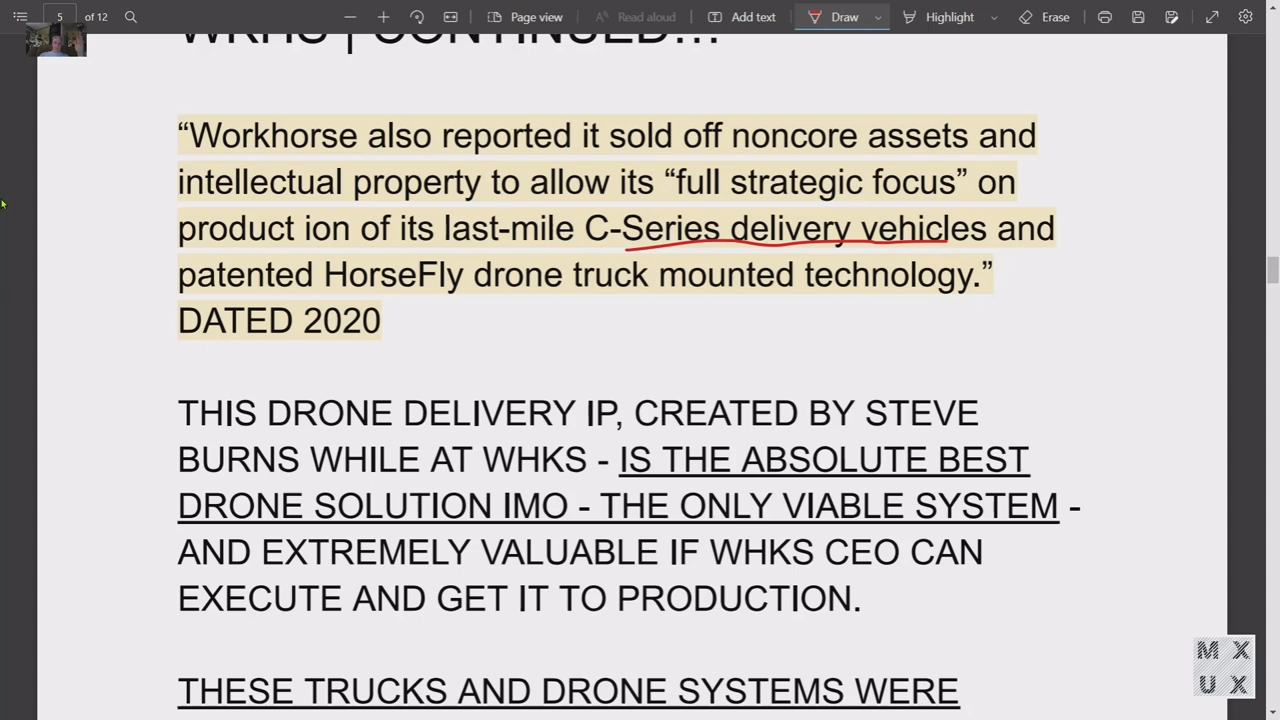 5 of 12 Page view Read aloud Add text Draw Highlight Erase
WKHS | CONTINUED...
“Workhorse also reported it sold off noncore assets and
intellectual property to allow its “full strategic focus” on
product ion of its last-mile C-Series delivery vehicles and
patented HorseFly drone truck mounted technology.”
DATED 2020
THIS DRONE DELIVERY IP, CREATED BY STEVE
BURNS WHILE AT WHKS - IS THE ABSOLUTE BEST
DRONE SOLUTION IMO - THE ONLY VIABLE SYSTEM -
AND EXTREMELY VALUABLE IF WHKS CEO CAN
EXECUTE AND GET IT TO PRODUCTION.
THESE TRUCKS AND DRONE SYSTEMS WERE
M X
U X